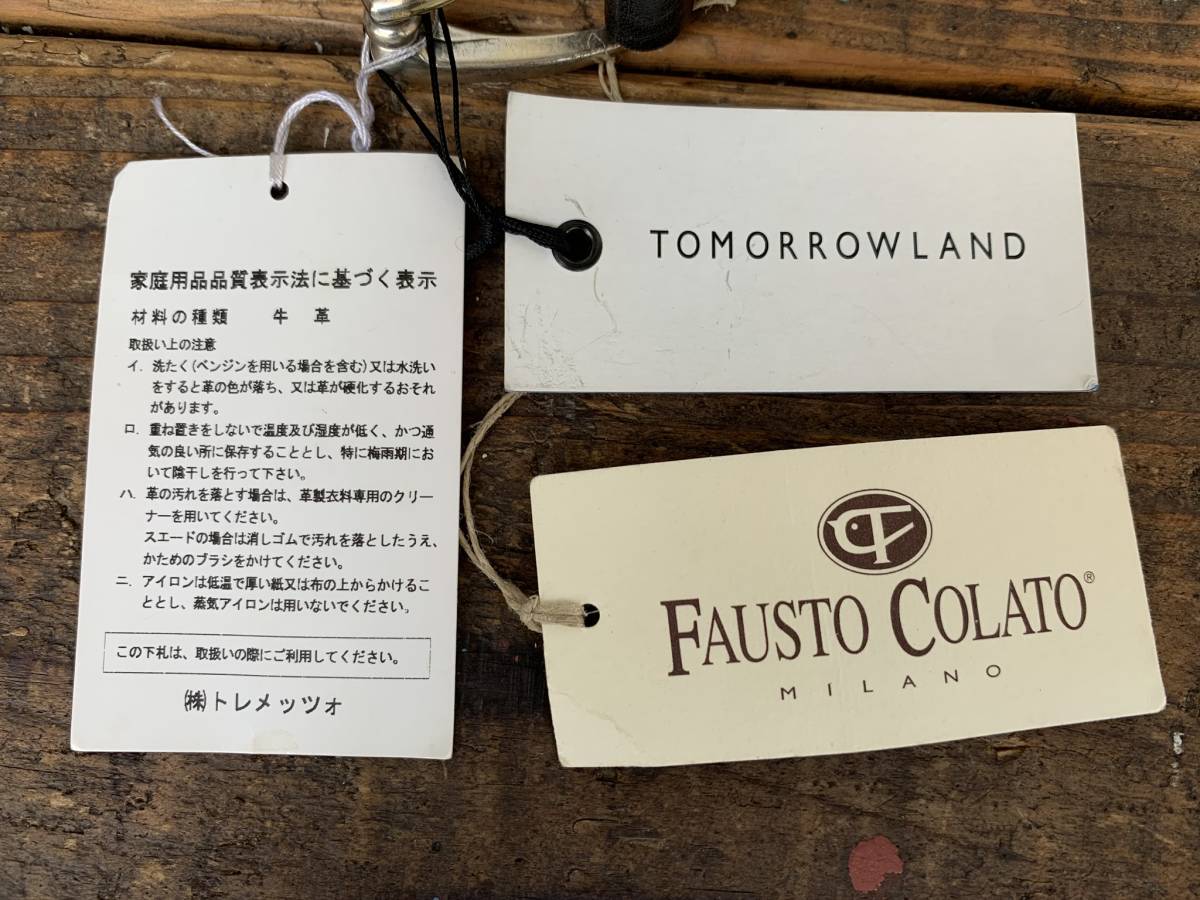 家庭用品品質表示法に基づく表示
材料の種類 牛 革
取扱い上の注意
イ. 洗たく(ベンジンを用いる場合を含む)又は水洗い
をすると革の色が落ち、又は革が硬化するおそれ
があります。
ロ. 重ね置きをしないで温度及び湿度が低く、かつ通
気の良い所に保存することとし、特に梅雨期にお
いて陰干しを行って下さい。
ハ. 革の汚れを落とす場合は、革製衣料専用のクリー
ナーを用いてください。
スエードの場合は消しゴムで汚れを落としたうえ、
かためのブラシをかけてください。
ニ. アイロンは低温で厚い紙又は布の上からかけるこ
ととし、蒸気アイロンは用いないでください。
この下札は、取扱いの際にご利用してください。
㈱トレメッツォ
TOMORROWLAND
FAUSTO COLATO®
MILANO